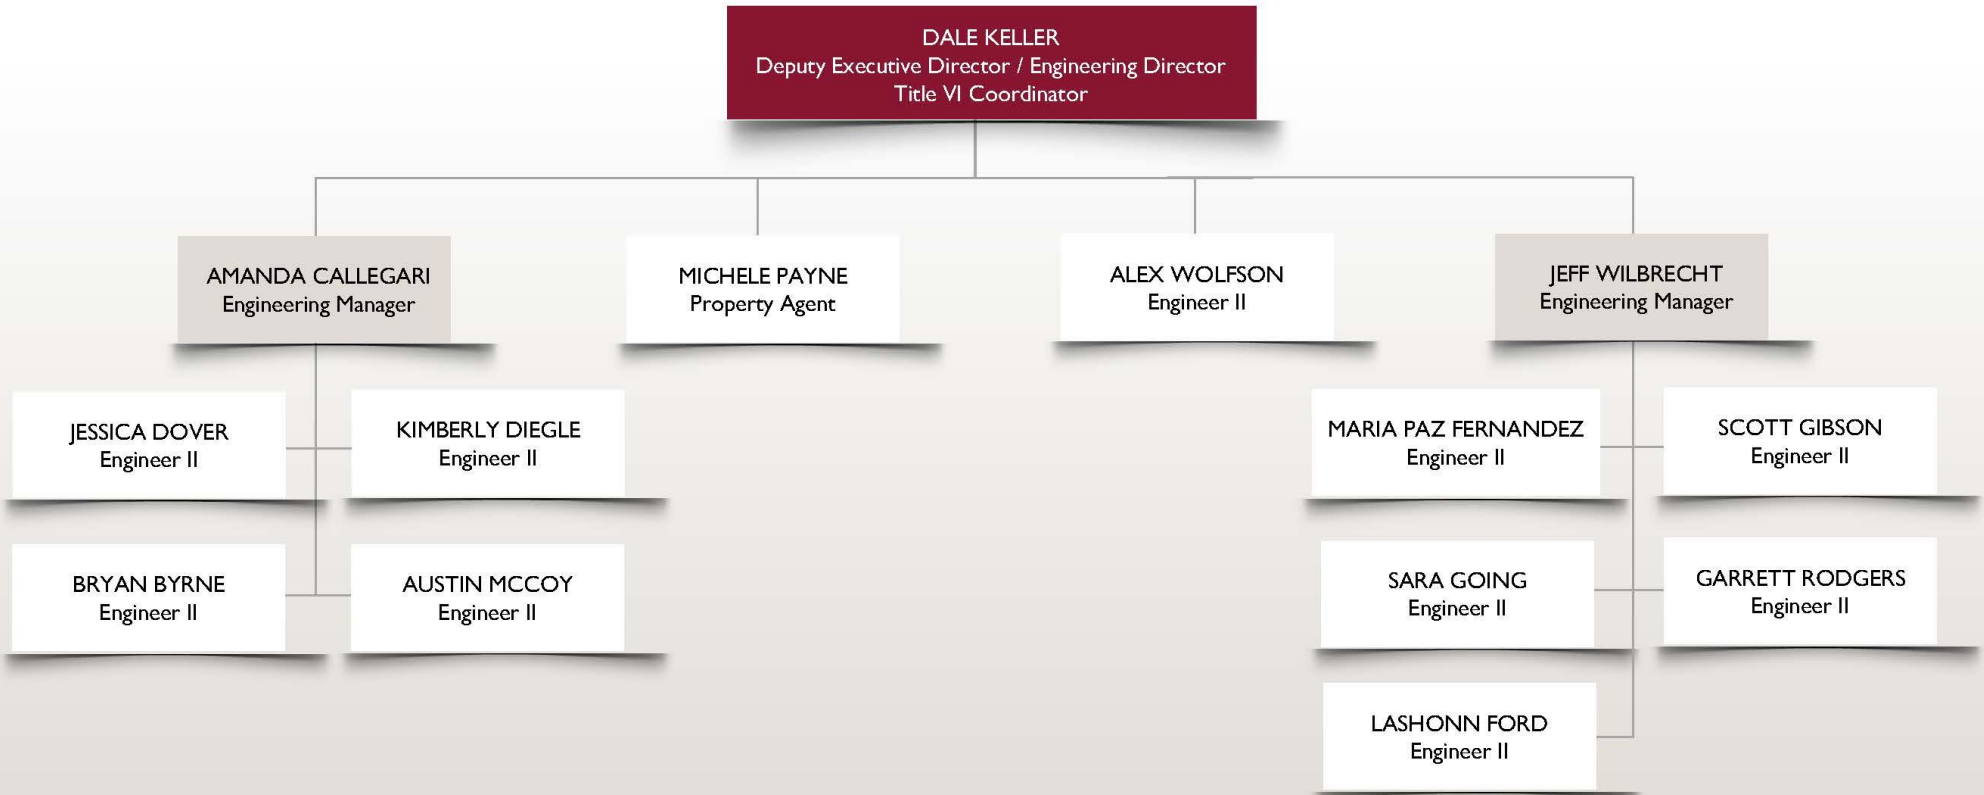 DALE KELLER
Deputy Executive Director / Engineering Director
Title VI Coordinator
AMANDA CALLEGARI
Engineering Manager
MICHELE PAYNE
Property Agent
ALEX WOLFSON
Engineer II
JEFF WILBRECHT
Engineering Manager
JESSICA DOVER
Engineer II
KIMBERLY DIEGLE
Engineer II
MARIA PAZ FERNANDEZ
Engineer II
SCOTT GIBSON
Engineer II
BRYAN BYRNE
Engineer II
AUSTIN MCCOY
Engineer II
SARA GOING
Engineer II
GARRETT RODGERS
Engineer II
LASHONN FORD
Engineer II